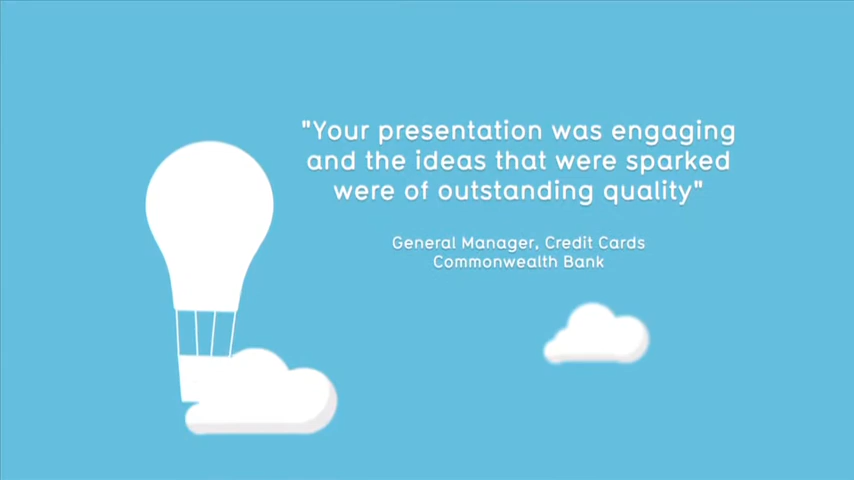 "Your presentation was engaging
and the ideas that were sparked
were of outstanding quality"
General Manager, Credit Cards
Commonwealth Bank